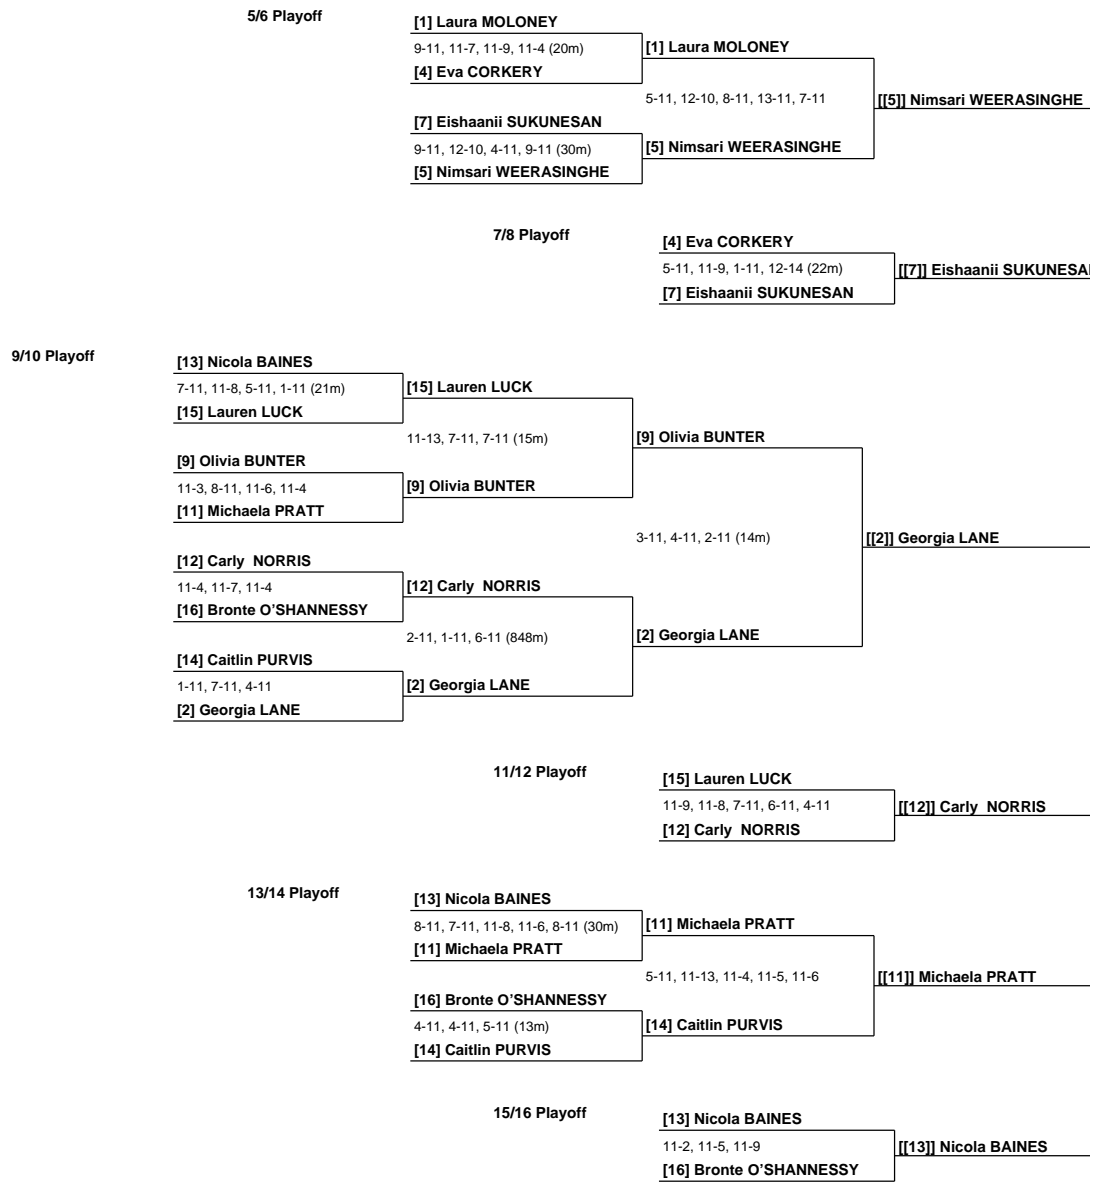 5/6 Playoff
[1] Laura MOLONEY
9-11, 11-7, 11-9, 11-4 (20m)
[4] Eva CORKERY
[1] Laura MOLONEY
5-11, 12-10, 8-11, 13-11, 7-11
[[5]] Nimsari WEERASINGHE
[7] Eishaanii SUKUNESAN
9-11, 12-10, 4-11, 9-11 (30m)
[5] Nimsari WEERASINGHE
[5] Nimsari WEERASINGHE
7/8 Playoff
[4] Eva CORKERY
5-11, 11-9, 1-11, 12-14 (22m)
[7] Eishaanii SUKUNESAN
[[7]] Eishaanii SUKUNESA
9/10 Playoff
[13] Nicola BAINES
7-11, 11-8, 5-11, 1-11 (21m)
[15] Lauren LUCK
[15] Lauren LUCK
11-13, 7-11, 7-11 (15m)
[9] Olivia BUNTER
[9] Olivia BUNTER
11-3, 8-11, 11-6, 11-4
[11] Michaela PRATT
[9] Olivia BUNTER
3-11, 4-11, 2-11 (14m)
[[2]] Georgia LANE
[12] Carly  NORRIS
11-4, 11-7, 11-4
[16] Bronte O'SHANNESSY
[12] Carly  NORRIS
2-11, 1-11, 6-11 (848m)
[2] Georgia LANE
[14] Caitlin PURVIS
1-11, 7-11, 4-11
[2] Georgia LANE
[2] Georgia LANE
11/12 Playoff
[15] Lauren LUCK
11-9, 11-8, 7-11, 6-11, 4-11
[12] Carly  NORRIS
[[12]] Carly  NORRIS
13/14 Playoff
[13] Nicola BAINES
8-11, 7-11, 11-8, 11-6, 8-11 (30m)
[11] Michaela PRATT
[11] Michaela PRATT
5-11, 11-13, 11-4, 11-5, 11-6
[[11]] Michaela PRATT
[16] Bronte O'SHANNESSY
4-11, 4-11, 5-11 (13m)
[14] Caitlin PURVIS
[14] Caitlin PURVIS
15/16 Playoff
[13] Nicola BAINES
11-2, 11-5, 11-9
[16] Bronte O'SHANNESSY
[[13]] Nicola BAINES